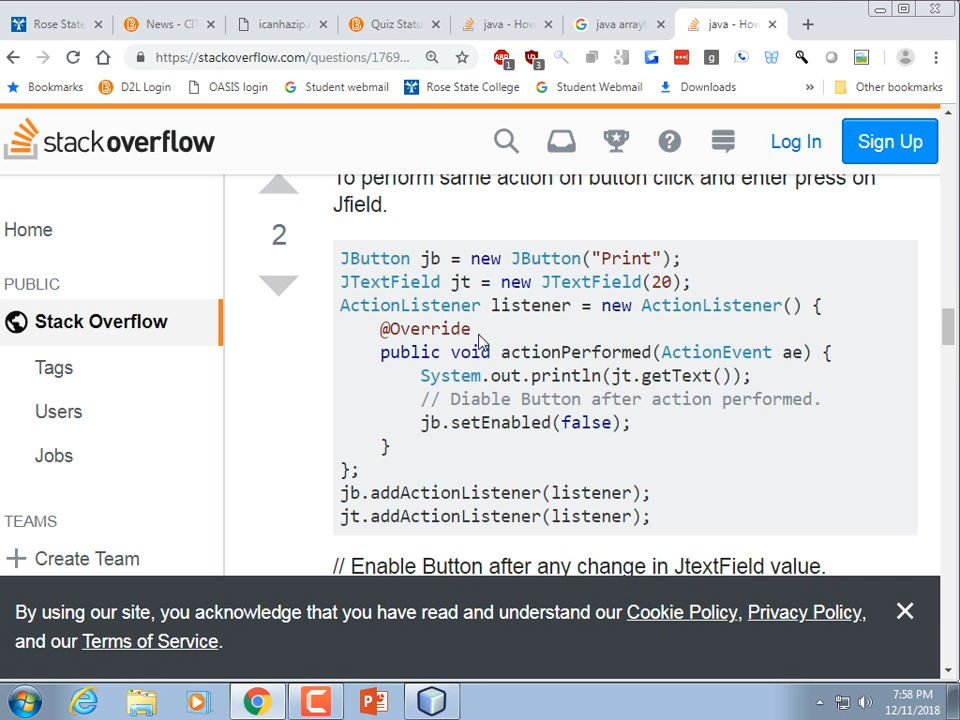 Rose State
News - CIT
icanhazip.c
Quiz Statu
java - How
java arrayl
java - How
https://stackoverflow.com/questions/1769...
1
3
g
Bookmarks
D2L Login
OASIS login
Student webmail
Rose State College
Student Webmail
Downloads
»
Other bookmarks
stackoverflow
Log In
Sign Up
Home
PUBLIC
Stack Overflow
Tags
Users
Jobs
TEAMS
Create Team
To perform same action on button click and enter press on
Jfield.
2
JButton jb = new JButton("Print");
JTextField jt = new JTextField(20);
ActionListener listener = new ActionListener() {
@Override
public void actionPerformed(ActionEvent ae) {
System.out.println(jt.getText());
// Diable Button after action performed.
jb.setEnabled(false);
}
};
jb.addActionListener(listener);
jt.addActionListener(listener);
// Enable Button after any change in JtextField value.
By using our site, you acknowledge that you have read and understand our Cookie Policy, Privacy Policy,
and our Terms of Service.
7:58 PM
12/11/2018